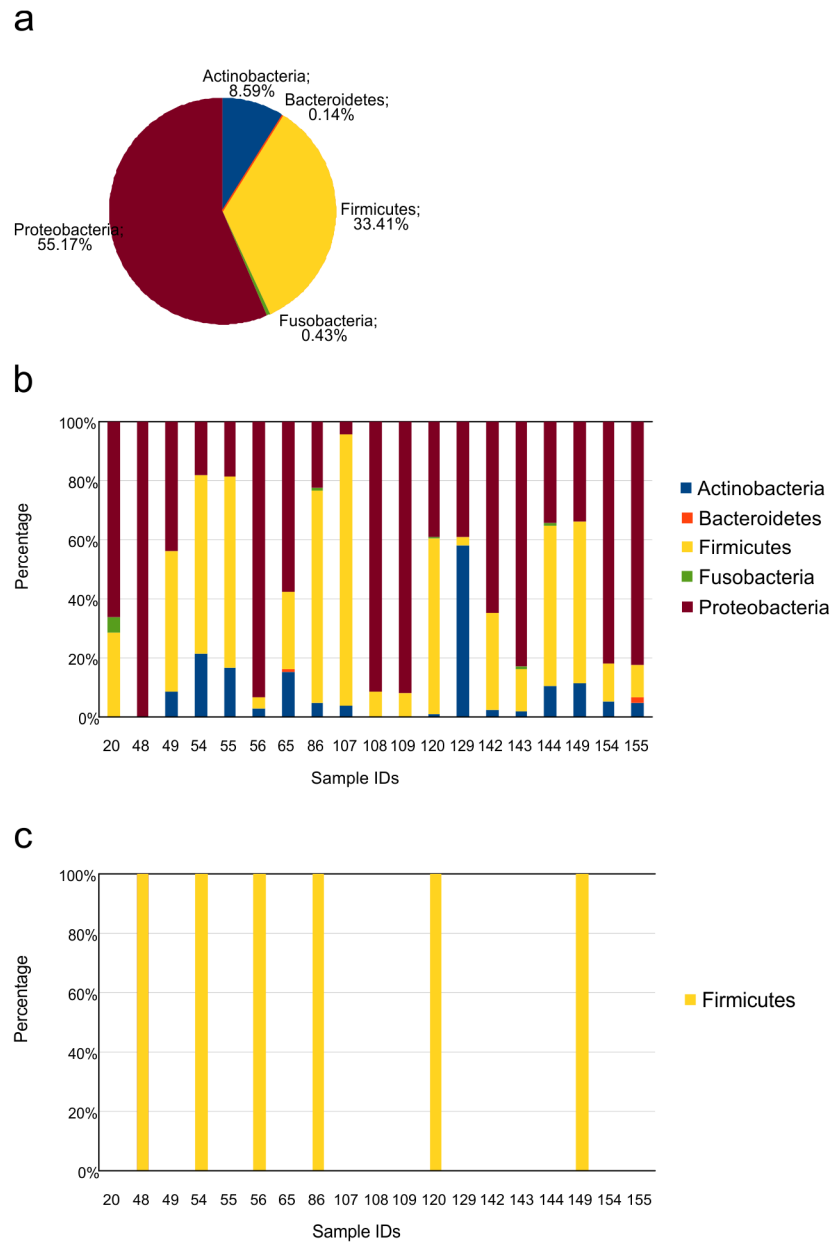 a
Actinobacteria;
8.59%
Bacteroidetes;
0.14%
Firmicutes;
33.41%
Proteobacteria;
55.17%
Fusobacteria;
0.43%
b
100%
80%
60%
40%
20%
0%
Percentage
20 48 49 54 55 56 65 86 107 108 109 120 129 142 143 144 149 154 155
Sample IDs
Actinobacteria
Bacteroidetes
Firmicutes
Fusobacteria
Proteobacteria
c
100%
80%
60%
40%
20%
0%
Percentage
20 48 49 54 55 56 65 86 107 108 109 120 129 142 143 144 149 154 155
Sample IDs
Firmicutes